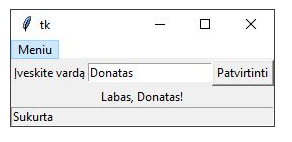 tk
Meniu
Įveskite vardą Donatas Patvirtinti
Labas, Donatas!
Sukurta